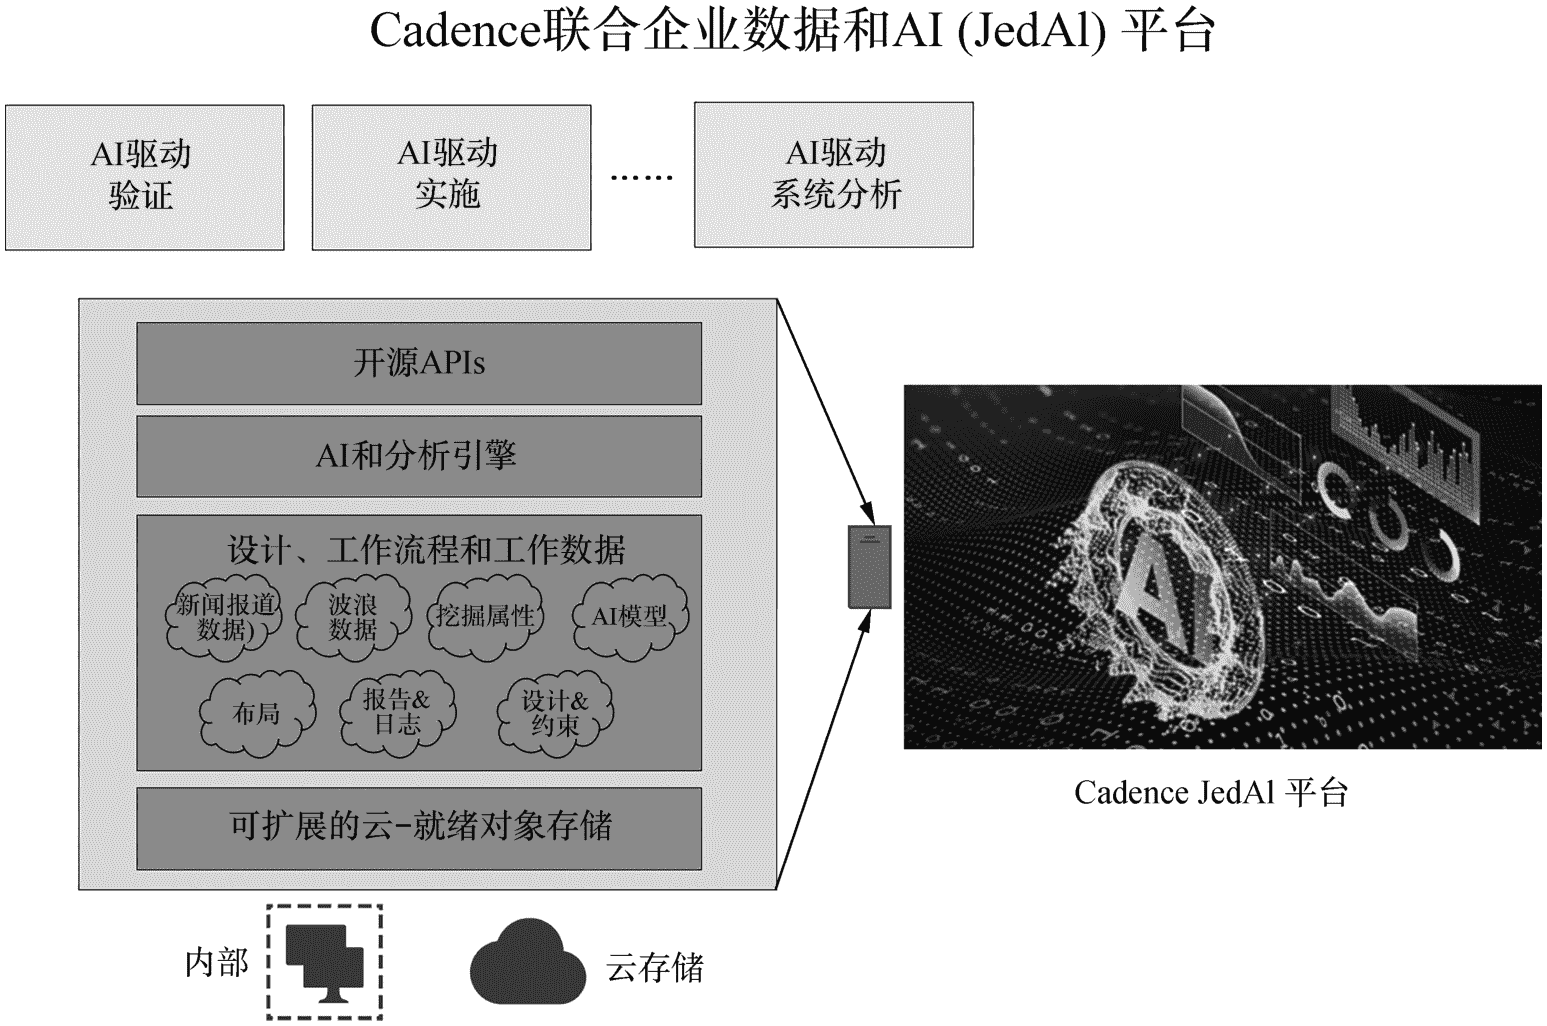 Cadence联合企业数据和AI (JedAl) 平台
AI驱动
验证
AI驱动
实施
……
AI驱动
系统分析
开源APIs
AI和分析引擎
设计、工作流程和工作数据
新闻报道
数据)
波浪
数据
挖掘属性
AI模型
布局
报告&
日志
设计&
约束
可扩展的云-就绪对象存储
AI
Cadence JedAl 平台
内部
云存储